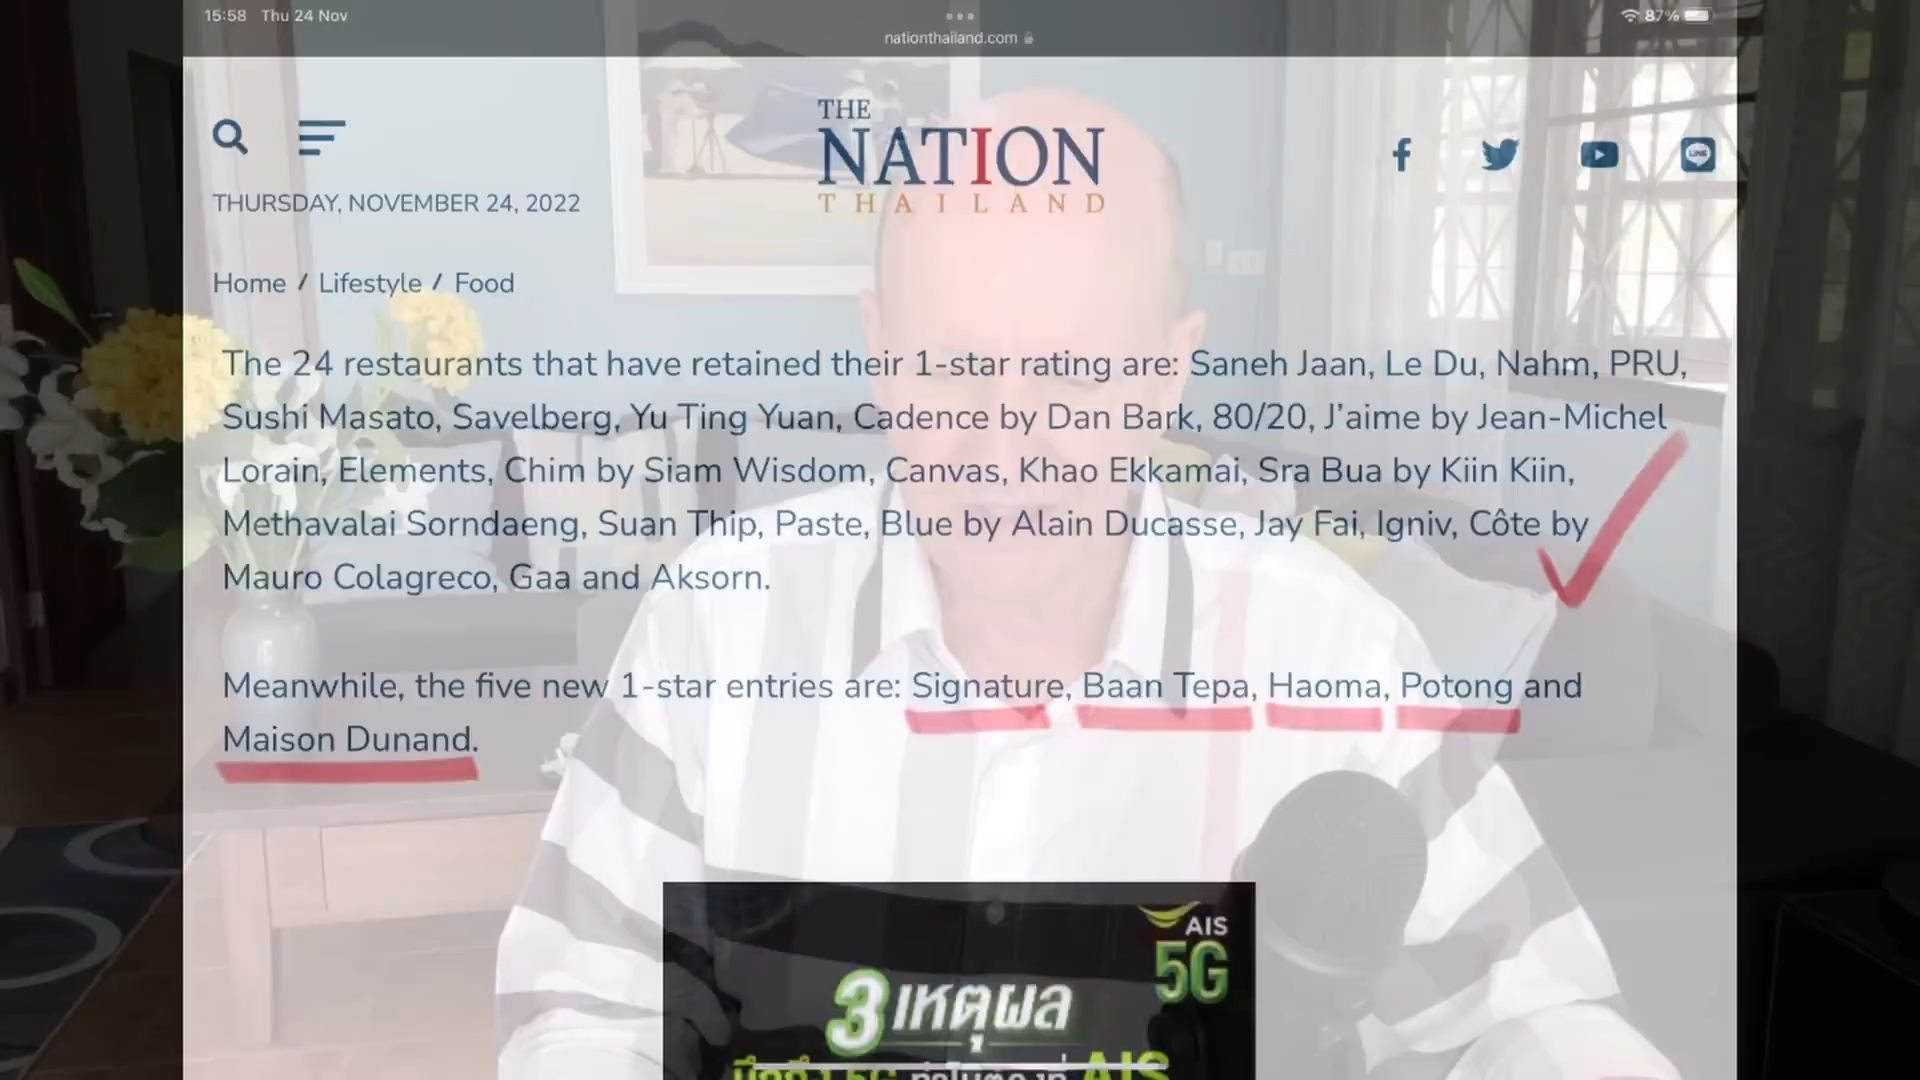 15:58 Thu 24 Nov
87%
nationthailand.com
THE
NATION
THAILAND
THURSDAY, NOVEMBER 24, 2022
Home / Lifestyle / Food
The 24 restaurants that have retained their 1-star rating are: Saneh Jaan, Le Du, Nahm, PRU,
Sushi Masato, Savelberg, Yu Ting Yuan, Cadence by Dan Bark, 80/20, J’aime by Jean-Michel
Lorain, Elements, Chim by Siam Wisdom, Canvas, Khao Ekkamai, Sra Bua by Kiin Kiin,
Methavalai Sorndaeng, Suan Thip, Paste, Blue by Alain Ducasse, Jay Fai, Igniv, Côte by
Mauro Colagreco, Gaa and Aksorn.
Meanwhile, the five new 1-star entries are: Signature, Baan Tepa, Haoma, Potong and
Maison Dunand.
AIS
5G
3 เหตุผล
AIS